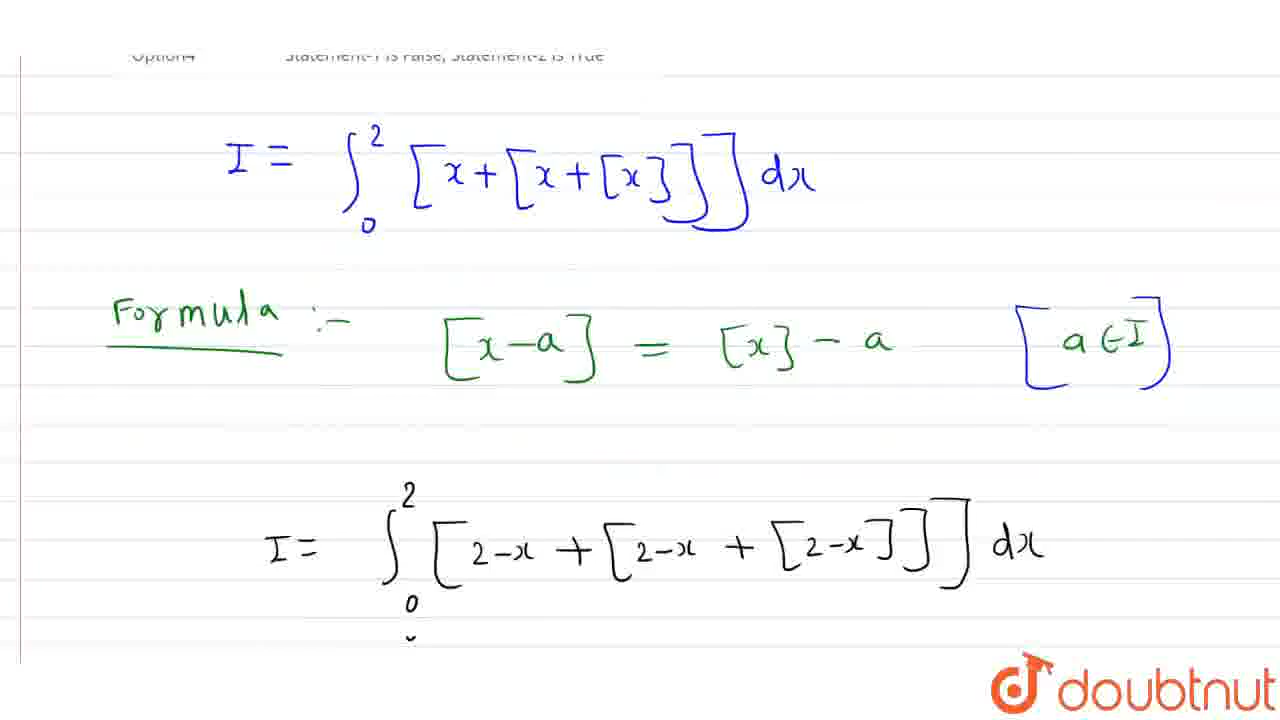 Option4 Statement-1 is False, Statement-2 is True
I = ∫₀² [x + [x + [x]]] dx
Formula :- [x-a] = [x] - a [a ∈ I]
I = ∫₀² [2-x + [2-x + [2-x]]] dx
doubtnut